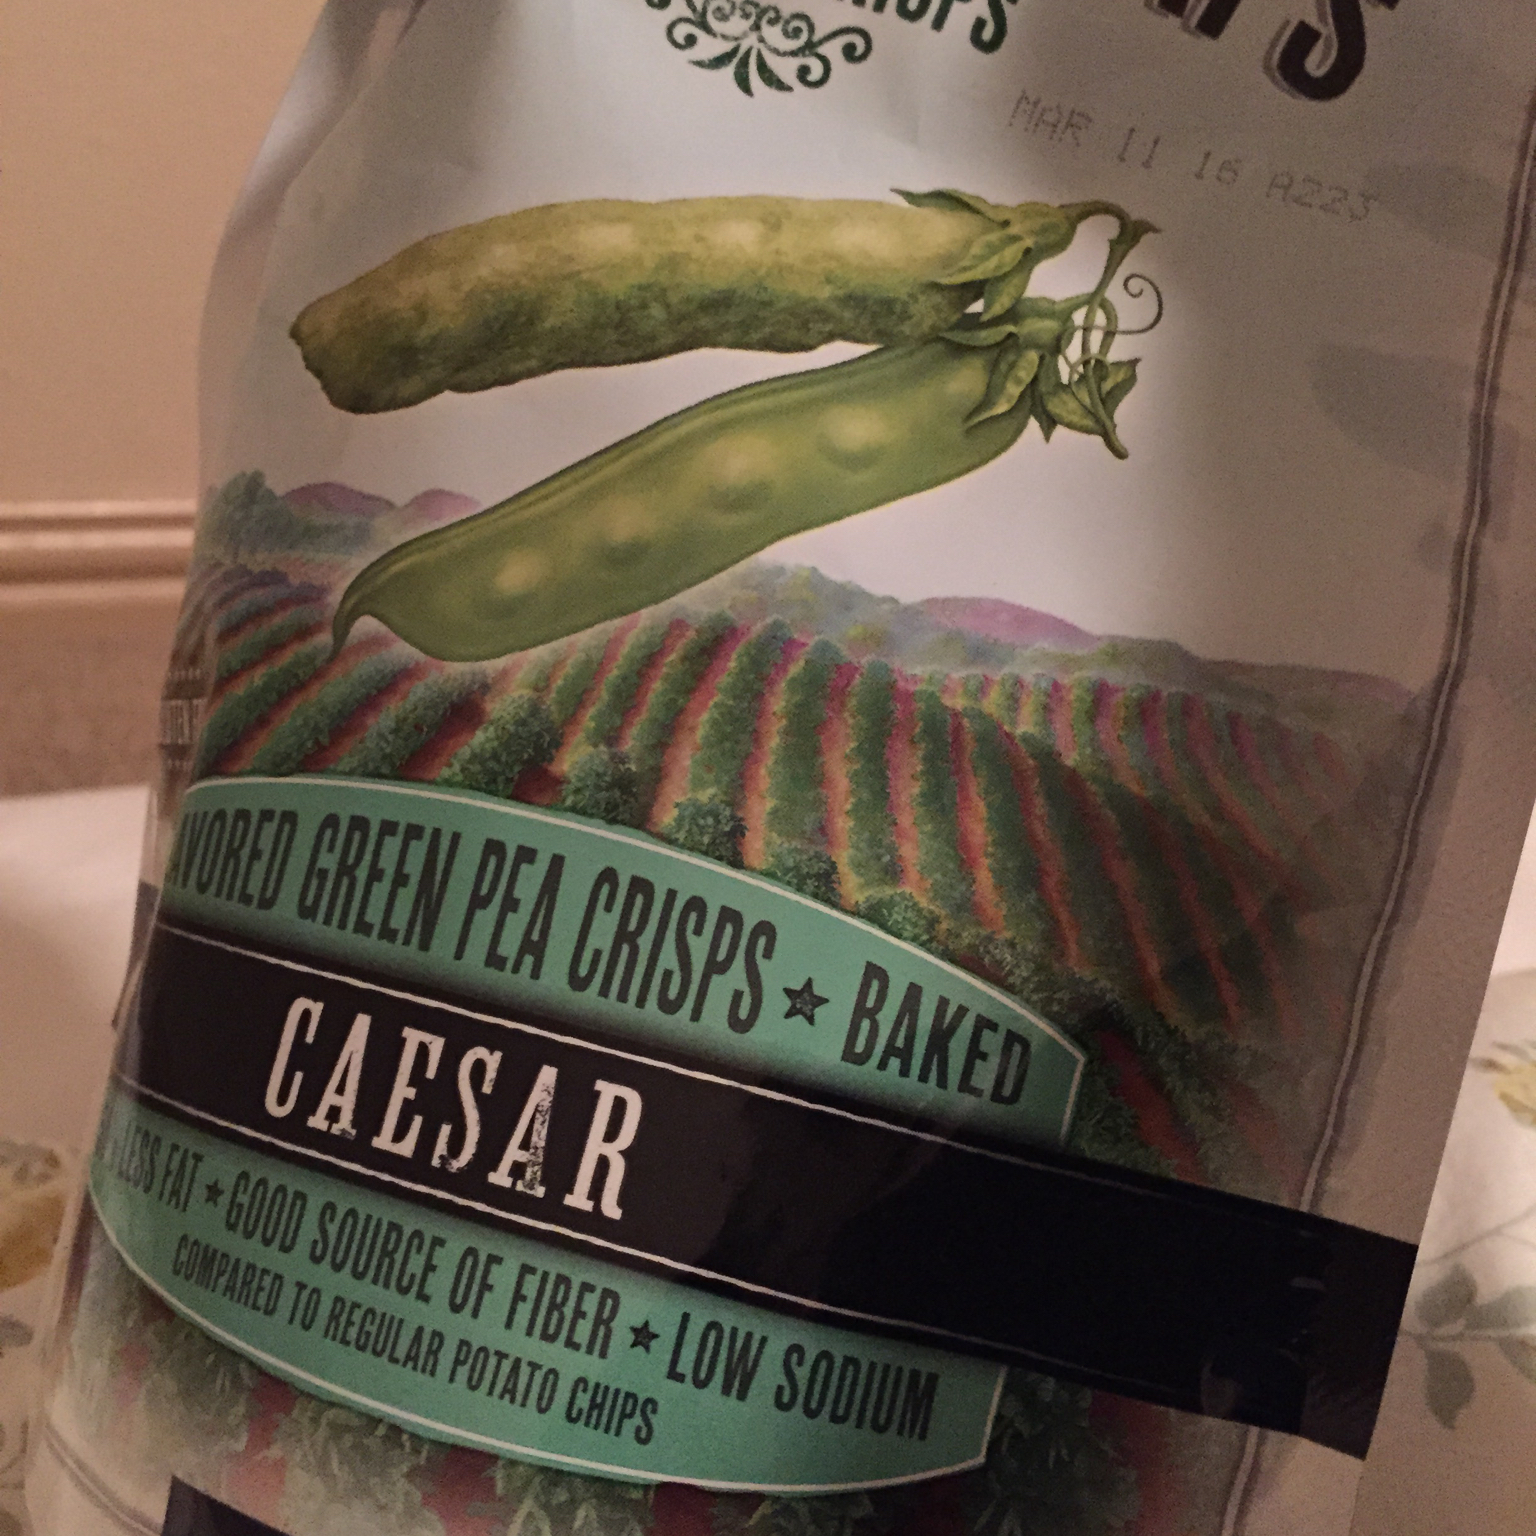 MAR 11 16 A223
GREEN PEA CRISPS ★ BAKED
CAESAR
LESS FAT ★ GOOD SOURCE OF FIBER ★ LOW SODIUM
COMPARED TO REGULAR POTATO CHIPS